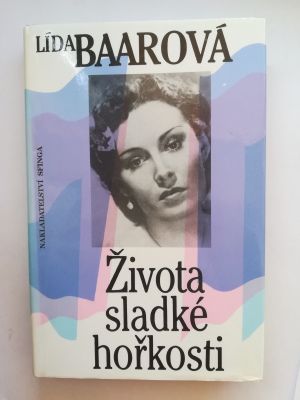 LÍDA BAAROVÁ
NAKLADATELSTVÍ SFINGA
Života
sladké
hořkosti